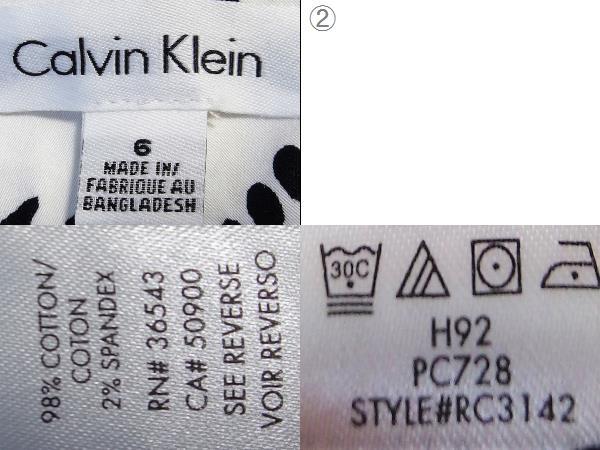 Calvin Klein
6
MADE IN/
FABRIQUE AU
BANGLADESH
②
98% COTTON/
COTON
2% SPANDEX
RN# 36543
CA# 50900
SEE REVERSE
VOIR REVERSO
30C
H92
PC728
STYLE#RC3142